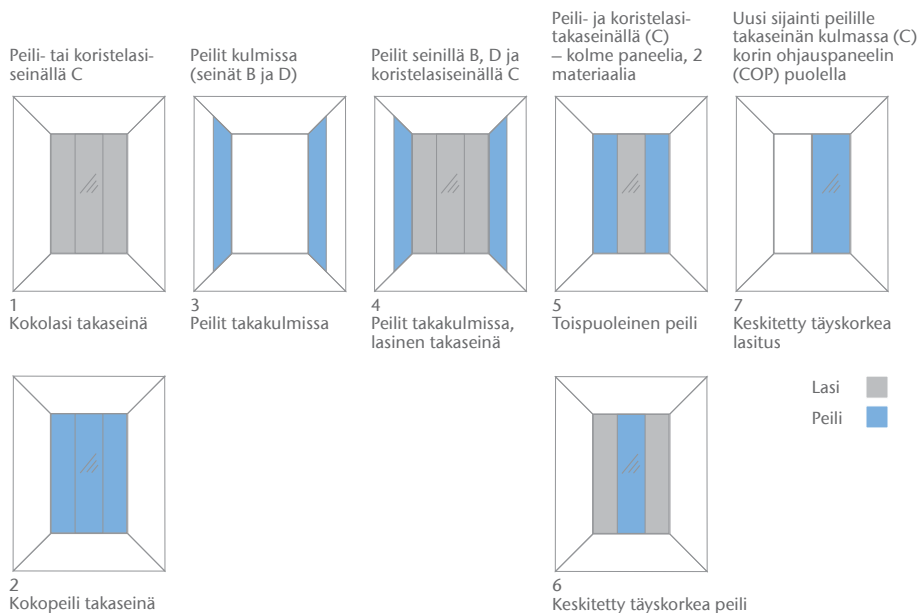 Peili- tai koristelasi-
seinällä C
1
Kokolasi takaseinä
2
Kokopeili takaseinä
Peilit kulmissa
(seinät B ja D)
3
Peilit takakulmissa
Peilit seinillä B, D ja
koristelasiseinällä C
4
Peilit takakulmissa,
lasinen takaseinä
Peili- ja koristelasi-
takaseinällä (C)
– kolme paneelia, 2
materiaalia
5
Toispuoleinen peili
6
Keskitetty täyskorkea peili
Uusi sijainti peilille
takaseinän kulmassa (C)
korin ohjauspaneelin
(COP) puolella
7
Keskitetty täyskorkea
lasitus
Lasi
Peili